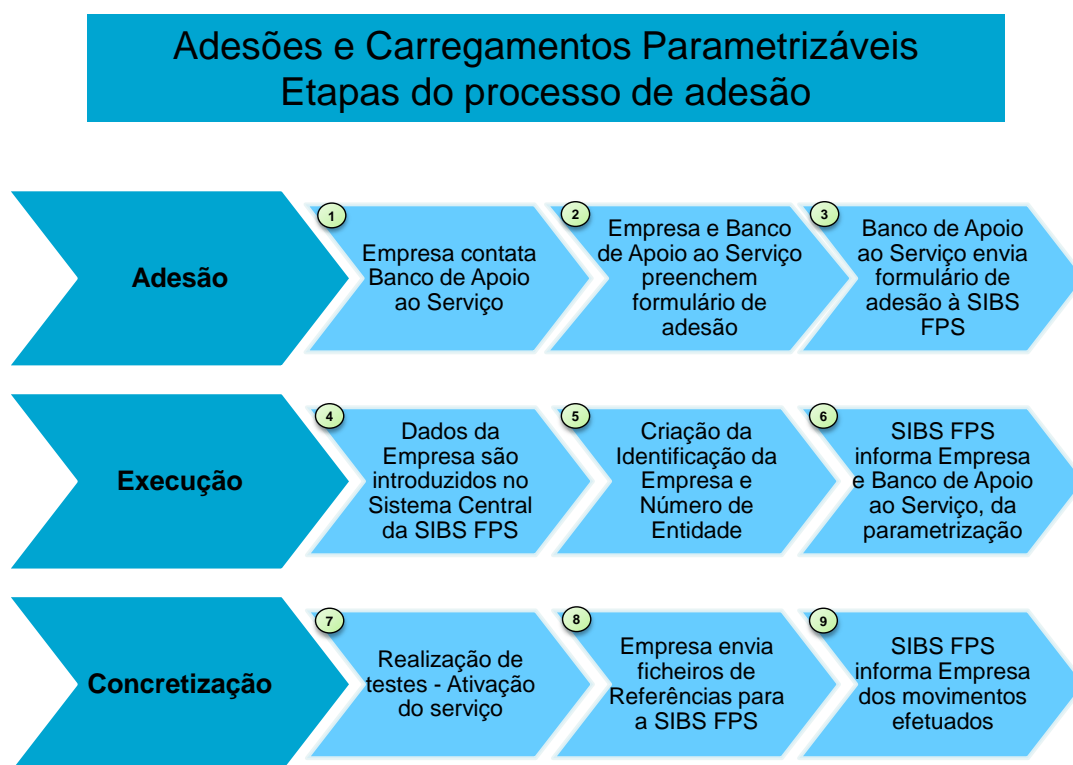 Adesões e Carregamentos Parametrizáveis
Etapas do processo de adesão
Adesão
1
Empresa contata
Banco de Apoio
ao Serviço
2
Empresa e Banco
de Apoio ao Serviço
preenchem
formulário de
adesão
3
Banco de Apoio
ao Serviço envia
formulário de
adesão à SIBS
FPS
Execução
4
Dados da
Empresa são
introduzidos no
Sistema Central
da SIBS FPS
5
Criação da
Identificação da
Empresa e
Número de
Entidade
6
SIBS FPS
informa Empresa
e Banco de Apoio
ao Serviço, da
parametrização
Concretização
7
Realização de
testes - Ativação
do serviço
8
Empresa envia
ficheiros de
Referências para
a SIBS FPS
9
SIBS FPS
informa Empresa
dos movimentos
efetuados